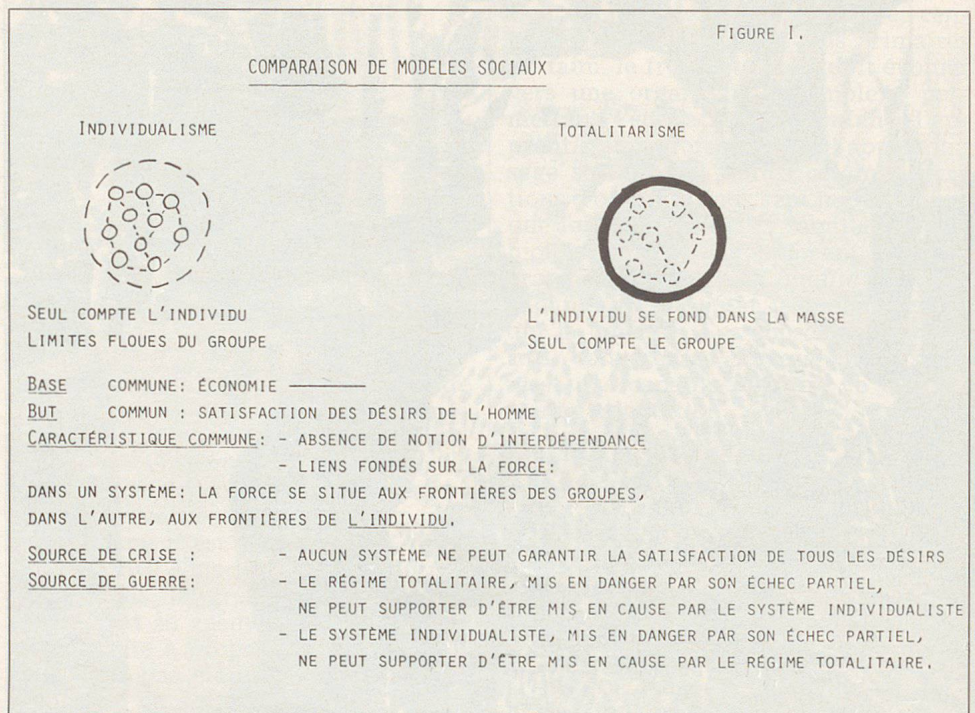 FIGURE I.
COMPARAISON DE MODELES SOCIAUX
INDIVIDUALISME
SEUL COMPTE L'INDIVIDU
LIMITES FLOUES DU GROUPE
TOTALITARISME
L'INDIVIDU SE FOND DANS LA MASSE
SEUL COMPTE LE GROUPE
BASE COMMUNE: ÉCONOMIE
BUT COMMUN : SATISFACTION DES DÉSIRS DE L'HOMME
CARACTÉRISTIQUE COMMUNE: - ABSENCE DE NOTION D'INTERDÉPENDANCE
- LIENS FONDÉS SUR LA FORCE:
DANS UN SYSTÈME: LA FORCE SE SITUE AUX FRONTIÈRES DES GROUPES,
DANS L'AUTRE, AUX FRONTIÈRES DE L'INDIVIDU.
SOURCE DE CRISE : - AUCUN SYSTÈME NE PEUT GARANTIR LA SATISFACTION DE TOUS LES DÉSIRS
SOURCE DE GUERRE: - LE RÉGIME TOTALITAIRE, MIS EN DANGER PAR SON ÉCHEC PARTIEL,
NE PEUT SUPPORTER D'ÊTRE MIS EN CAUSE PAR LE SYSTÈME INDIVIDUALISTE
- LE SYSTÈME INDIVIDUALISTE, MIS EN DANGER PAR SON ÉCHEC PARTIEL,
NE PEUT SUPPORTER D'ÊTRE MIS EN CAUSE PAR LE RÉGIME TOTALITAIRE.